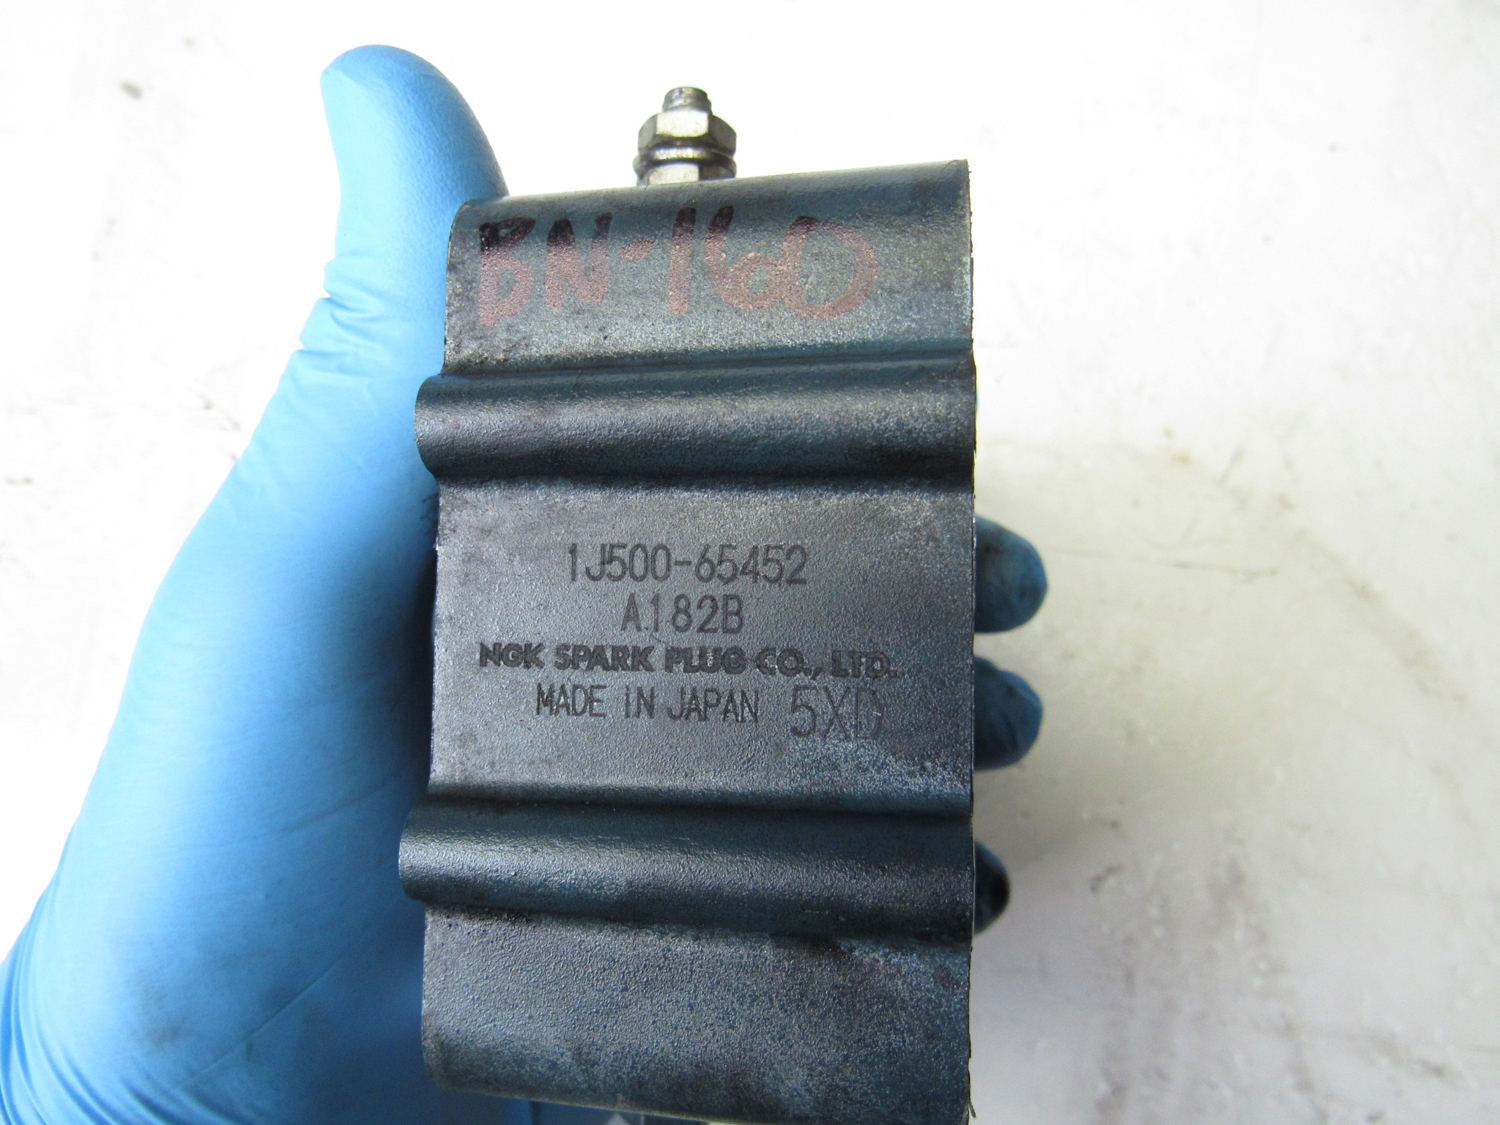 BN-160
1J500-65452
A182B
NGK SPARK PLUG CO., LTD.
MADE IN JAPAN 5XD